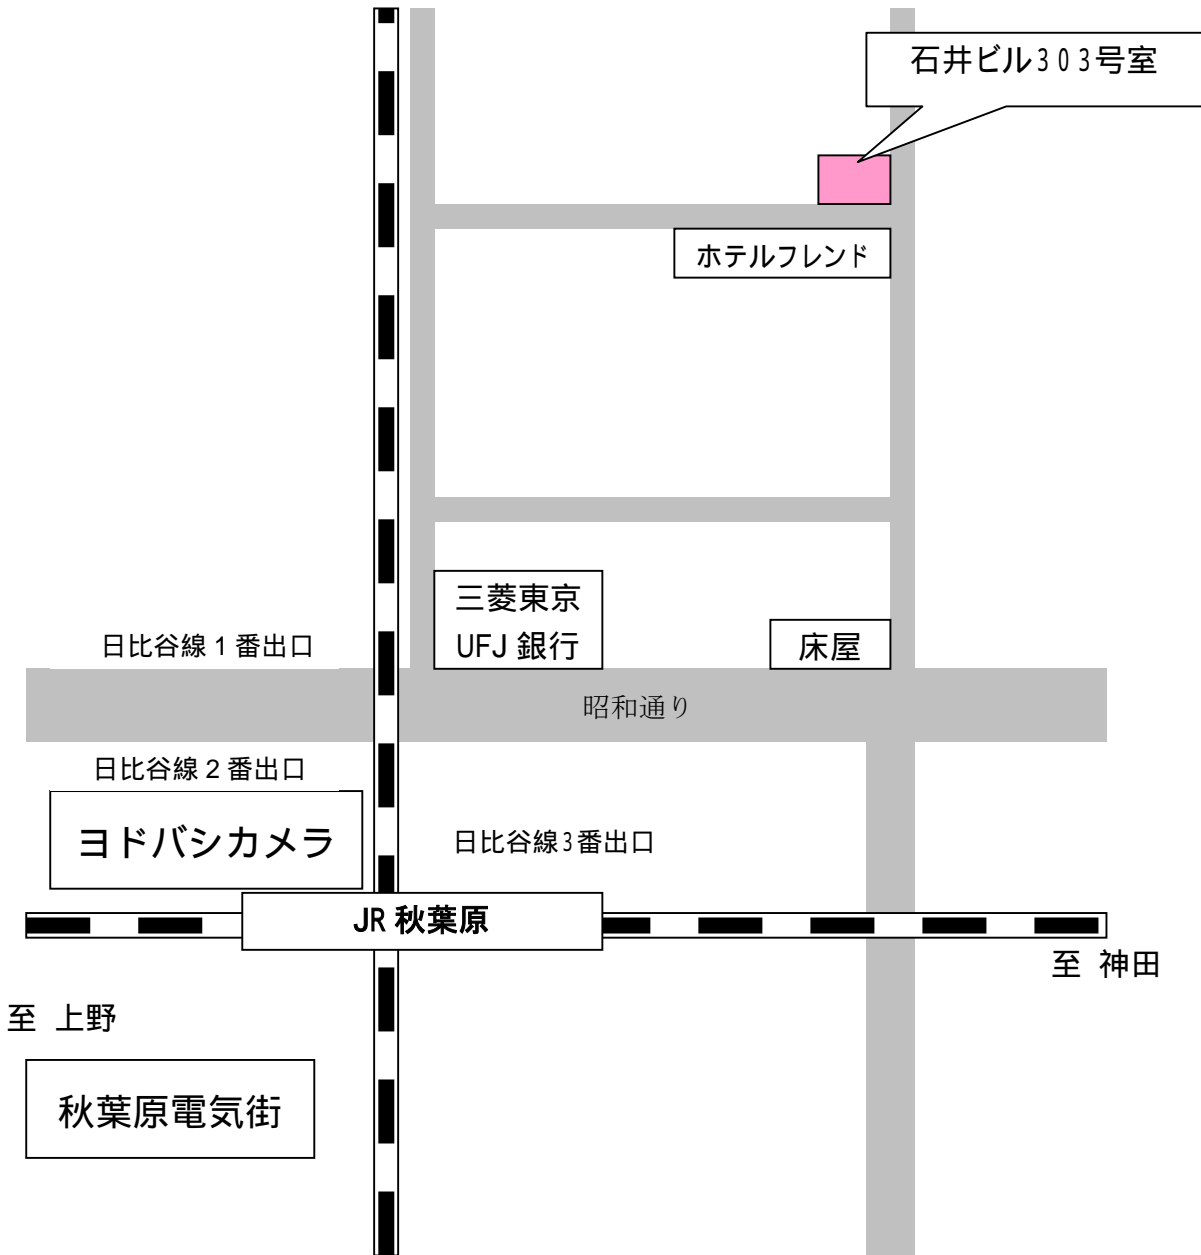 石井ビル303号室
ホテルフレンド
三菱東京
UFJ 銀行
床屋
日比谷線1番出口
昭和通り
日比谷線2番出口
ヨドバシカメラ
日比谷線3番出口
JR 秋葉原
至 神田
至 上野
秋葉原電気街